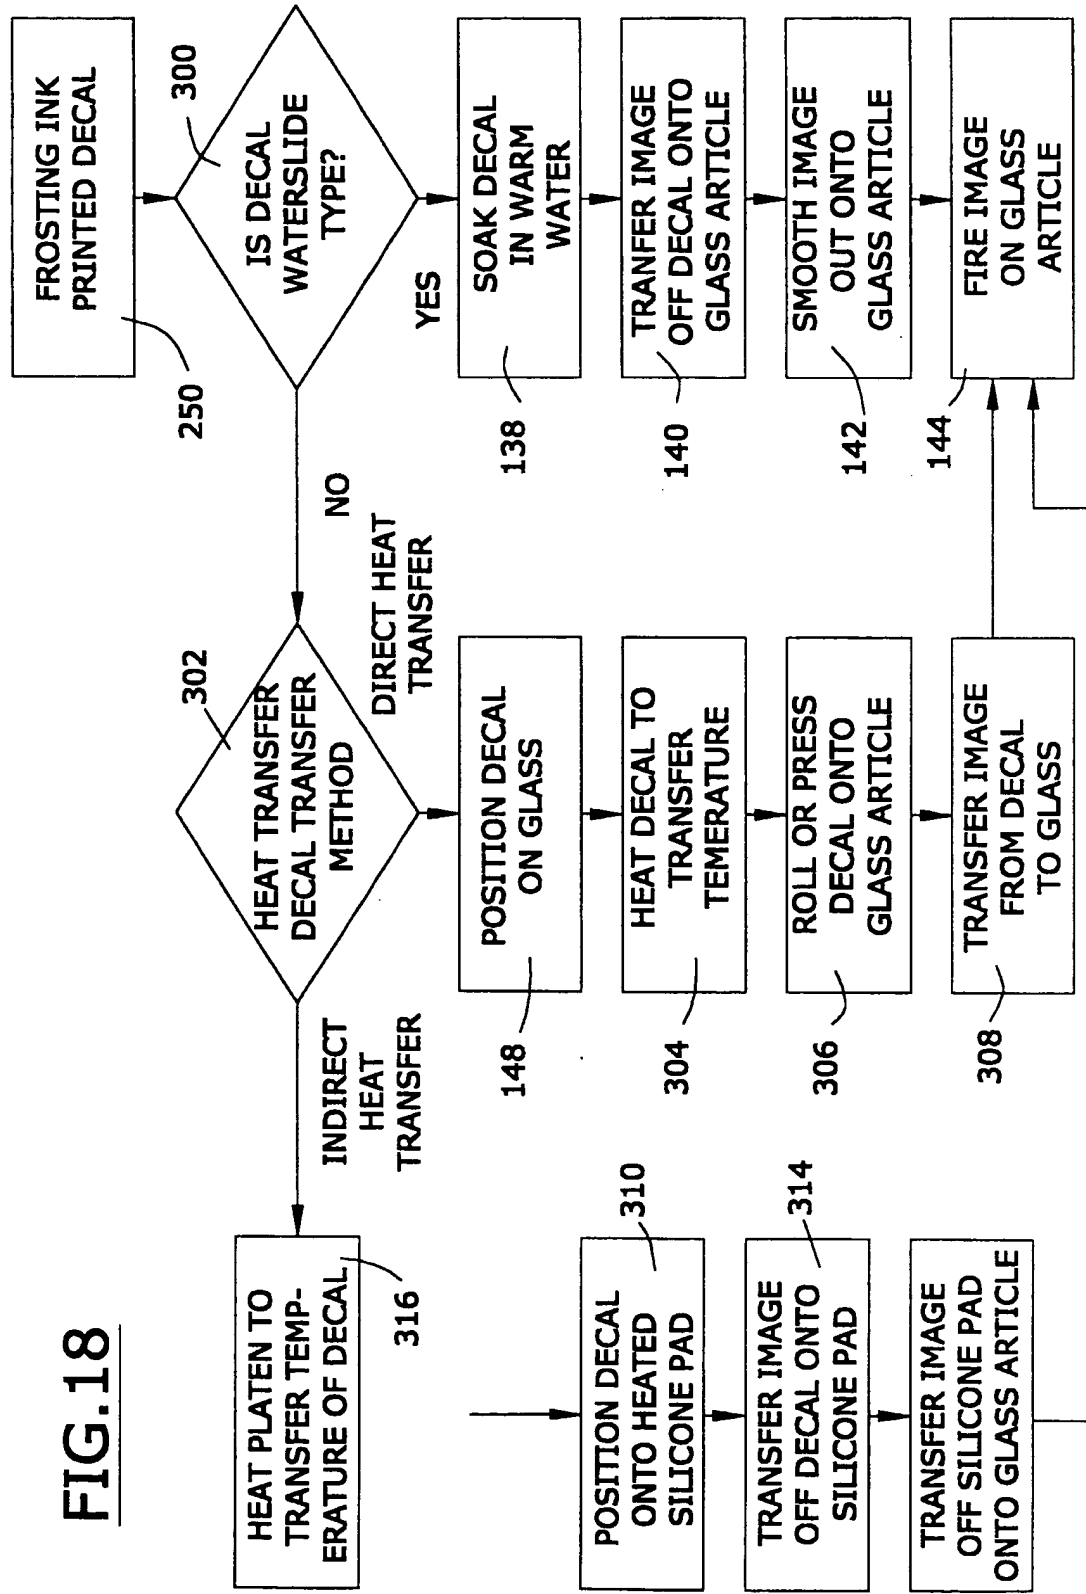 FIG.18
FROSTING INK
PRINTED DECAL
250
IS DECAL
WATERSLIDE
TYPE?
300
YES
NO
SOAK DECAL
IN WARM
WATER
138
TRANFER IMAGE
OFF DECAL ONTO
GLASS ARTICLE
140
SMOOTH IMAGE
OUT ONTO
GLASS ARTICLE
142
FIRE IMAGE
ON GLASS
ARTICLE
144
HEAT TRANSFER
DECAL TRANSFER
METHOD
302
DIRECT HEAT
TRANSFER
POSITION DECAL
ON GLASS
148
HEAT DECAL TO
TRANSFER
TEMERATURE
304
ROLL OR PRESS
DECAL ONTO
GLASS ARTICLE
306
TRANSFER IMAGE
FROM DECAL
TO GLASS
308
INDIRECT
HEAT
TRANSFER
HEAT PLATEN TO
TRANSFER TEMP-
ERATURE OF DECAL
316
POSITION DECAL
ONTO HEATED
SILICONE PAD
310
TRANSFER IMAGE
OFF DECAL ONTO
SILICONE PAD
314
TRANSFER IMAGE
OFF SILICONE PAD
ONTO GLASS ARTICLE